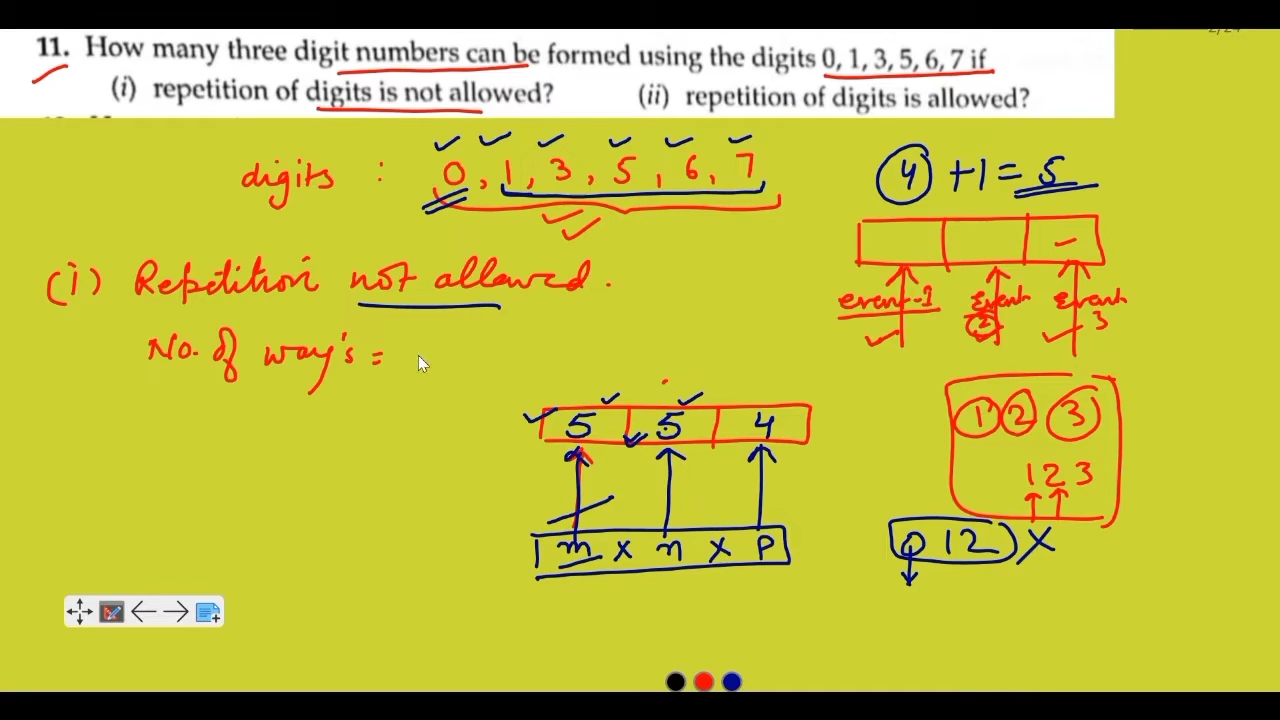 11. How many three digit numbers can be formed using the digits 0, 1, 3, 5, 6, 7 if
(i) repetition of digits is not allowed? (ii) repetition of digits is allowed?
digits : 0, 1, 3, 5, 6, 7
4 + 1 = 5
(i) Repetition not allowed.
event-1 Event 2 Event 3
No. of way's =
5 5 4
1 2 3
1 2 3
m × n × p
0 1 2 ×